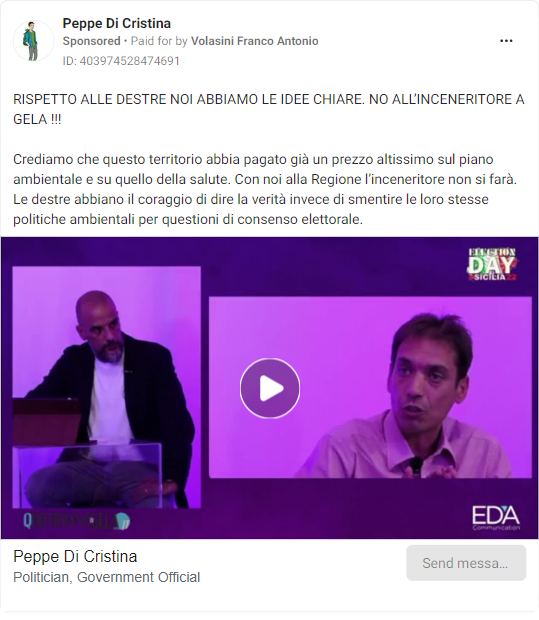 Peppe Di Cristina
Sponsored • Paid for by Volasini Franco Antonio
ID: 403974528474691
RISPETTO ALLE DESTRE NOI ABBIAMO LE IDEE CHIARE. NO ALL'INCENERITORE A
GELA !!!
Crediamo che questo territorio abbia pagato già un prezzo altissimo sul piano
ambientale e su quello della salute. Con noi alla Regione l'inceneritore non si farà.
Le destre abbiano il coraggio di dire la verità invece di smentire le loro stesse
politiche ambientali per questioni di consenso elettorale.
ELECTION
DAY
SICILIA22
EDA
Communication
Peppe Di Cristina
Politician, Government Official
Send messa...